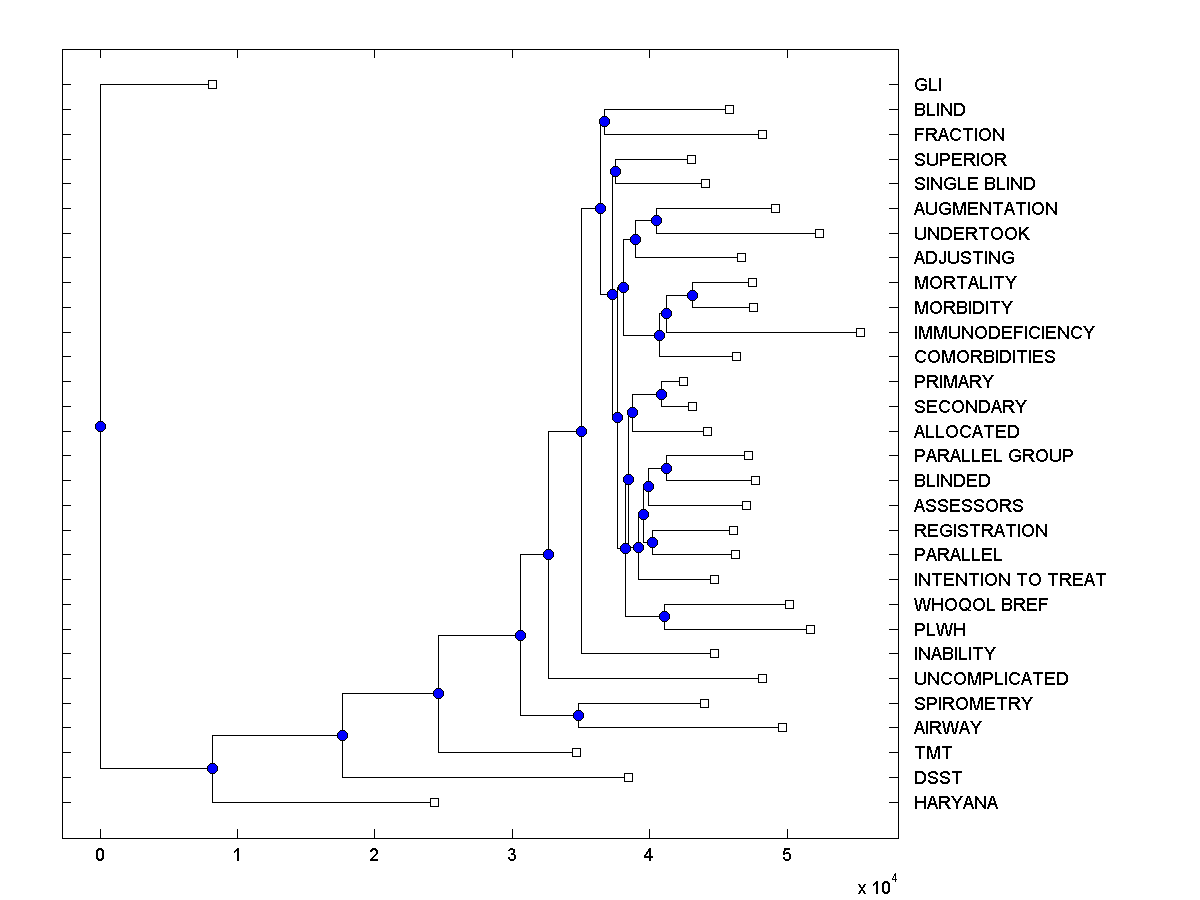 GLI
BLIND
FRACTION
SUPERIOR
SINGLE BLIND
AUGMENTATION
UNDERTOOK
ADJUSTING
MORTALITY
MORBIDITY
IMMUNODEFICIENCY
COMORBIDITIES
PRIMARY
SECONDARY
ALLOCATED
PARALLEL GROUP
BLINDED
ASSESSORS
REGISTRATION
PARALLEL
INTENTION TO TREAT
WHOQOL BREF
PLWH
INABILITY
UNCOMPLICATED
SPIROMETRY
AIRWAY
TMT
DSST
HARYANA
0 1 2 3 4 5
x 10^4